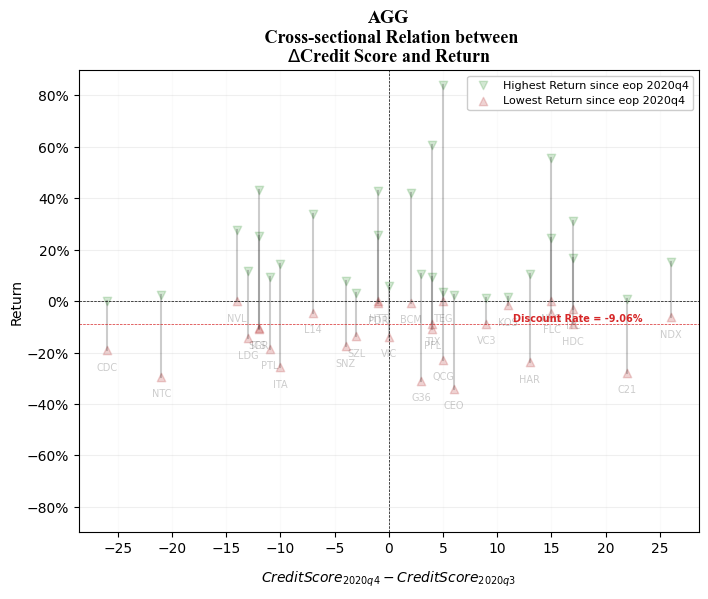 AGG
Cross-sectional Relation between
ΔCredit Score and Return
Highest Return since eop 2020q4
Lowest Return since eop 2020q4
80%
60%
40%
20%
0%
−20%
−40%
−60%
−80%
Return
NVL
L14
BCM
TEG
FLC
Discount Rate = -9.06%
NDX
CDC
LDG
PTL
SZL
SNZ
VIC
VC3
HDC
NTC
ITA
QCG
HAR
G36
CEO
C21
−25
−20
−15
−10
−5
0
5
10
15
20
25
CreditScore2020q4 − CreditScore2020q3